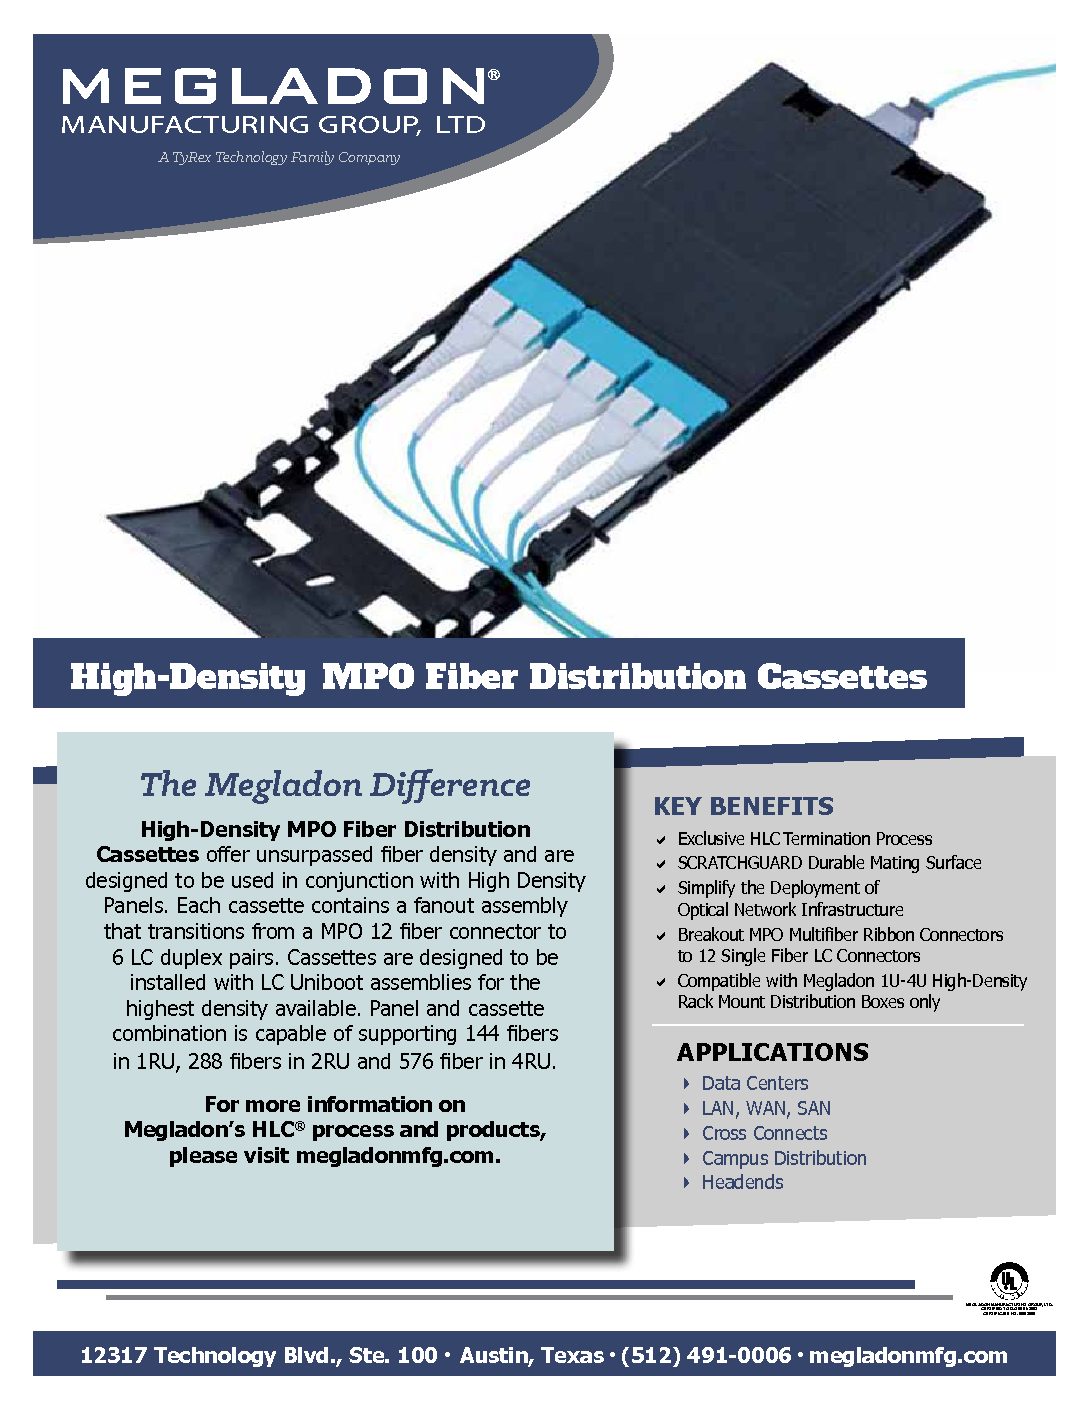 MEGLADON®
MANUFACTURING GROUP, LTD
A TyRex Technology Family Company
High-Density MPO Fiber Distribution Cassettes
The Megladon Difference
High-Density MPO Fiber Distribution
Cassettes offer unsurpassed fiber density and are
designed to be used in conjunction with High Density
Panels. Each cassette contains a fanout assembly
that transitions from a MPO 12 fiber connector to
6 LC duplex pairs. Cassettes are designed to be
installed with LC Uniboot assemblies for the
highest density available. Panel and cassette
combination is capable of supporting 144 fibers
in 1RU, 288 fibers in 2RU and 576 fiber in 4RU.
For more information on
Megladon's HLC® process and products,
please visit megladonmfg.com.
KEY BENEFITS
Exclusive HLC Termination Process
SCRATCHGUARD Durable Mating Surface
Simplify the Deployment of
Optical Network Infrastructure
Breakout MPO Multifiber Ribbon Connectors
to 12 Single Fiber LC Connectors
Compatible with Megladon 1U-4U High-Density
Rack Mount Distribution Boxes only
APPLICATIONS
Data Centers
LAN, WAN, SAN
Cross Connects
Campus Distribution
Headends
UL
MEGLADON MANUFACTURING GROUP, LTD.
12317 Technology Blvd., Ste. 100 • Austin, Texas • (512) 491-0006 • megladonmfg.com